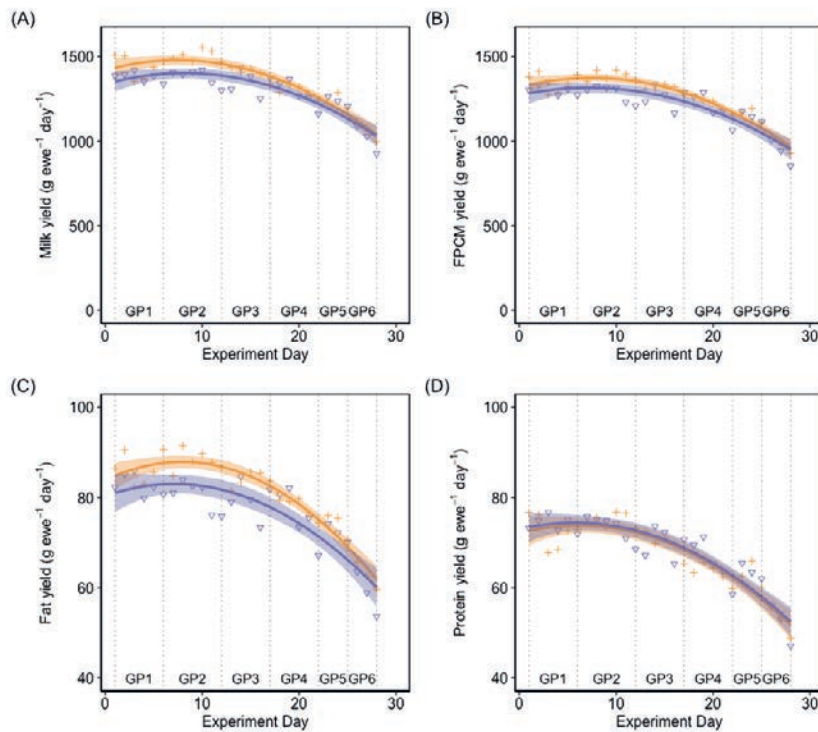 (A)
Milk yield (g ewe⁻¹ day⁻¹)
1500
1000
500
0
GP1 GP2 GP3 GP4 GP5 GP6
0 10 20 30
Experiment Day
(B)
FPCM yield (g ewe⁻¹ day⁻¹)
1500
1000
500
0
GP1 GP2 GP3 GP4 GP5 GP6
0 10 20 30
Experiment Day
(C)
Fat yield (g ewe⁻¹ day⁻¹)
100
80
60
40
GP1 GP2 GP3 GP4 GP5 GP6
0 10 20 30
Experiment Day
(D)
Protein yield (g ewe⁻¹ day⁻¹)
100
80
60
40
GP1 GP2 GP3 GP4 GP5 GP6
0 10 20 30
Experiment Day